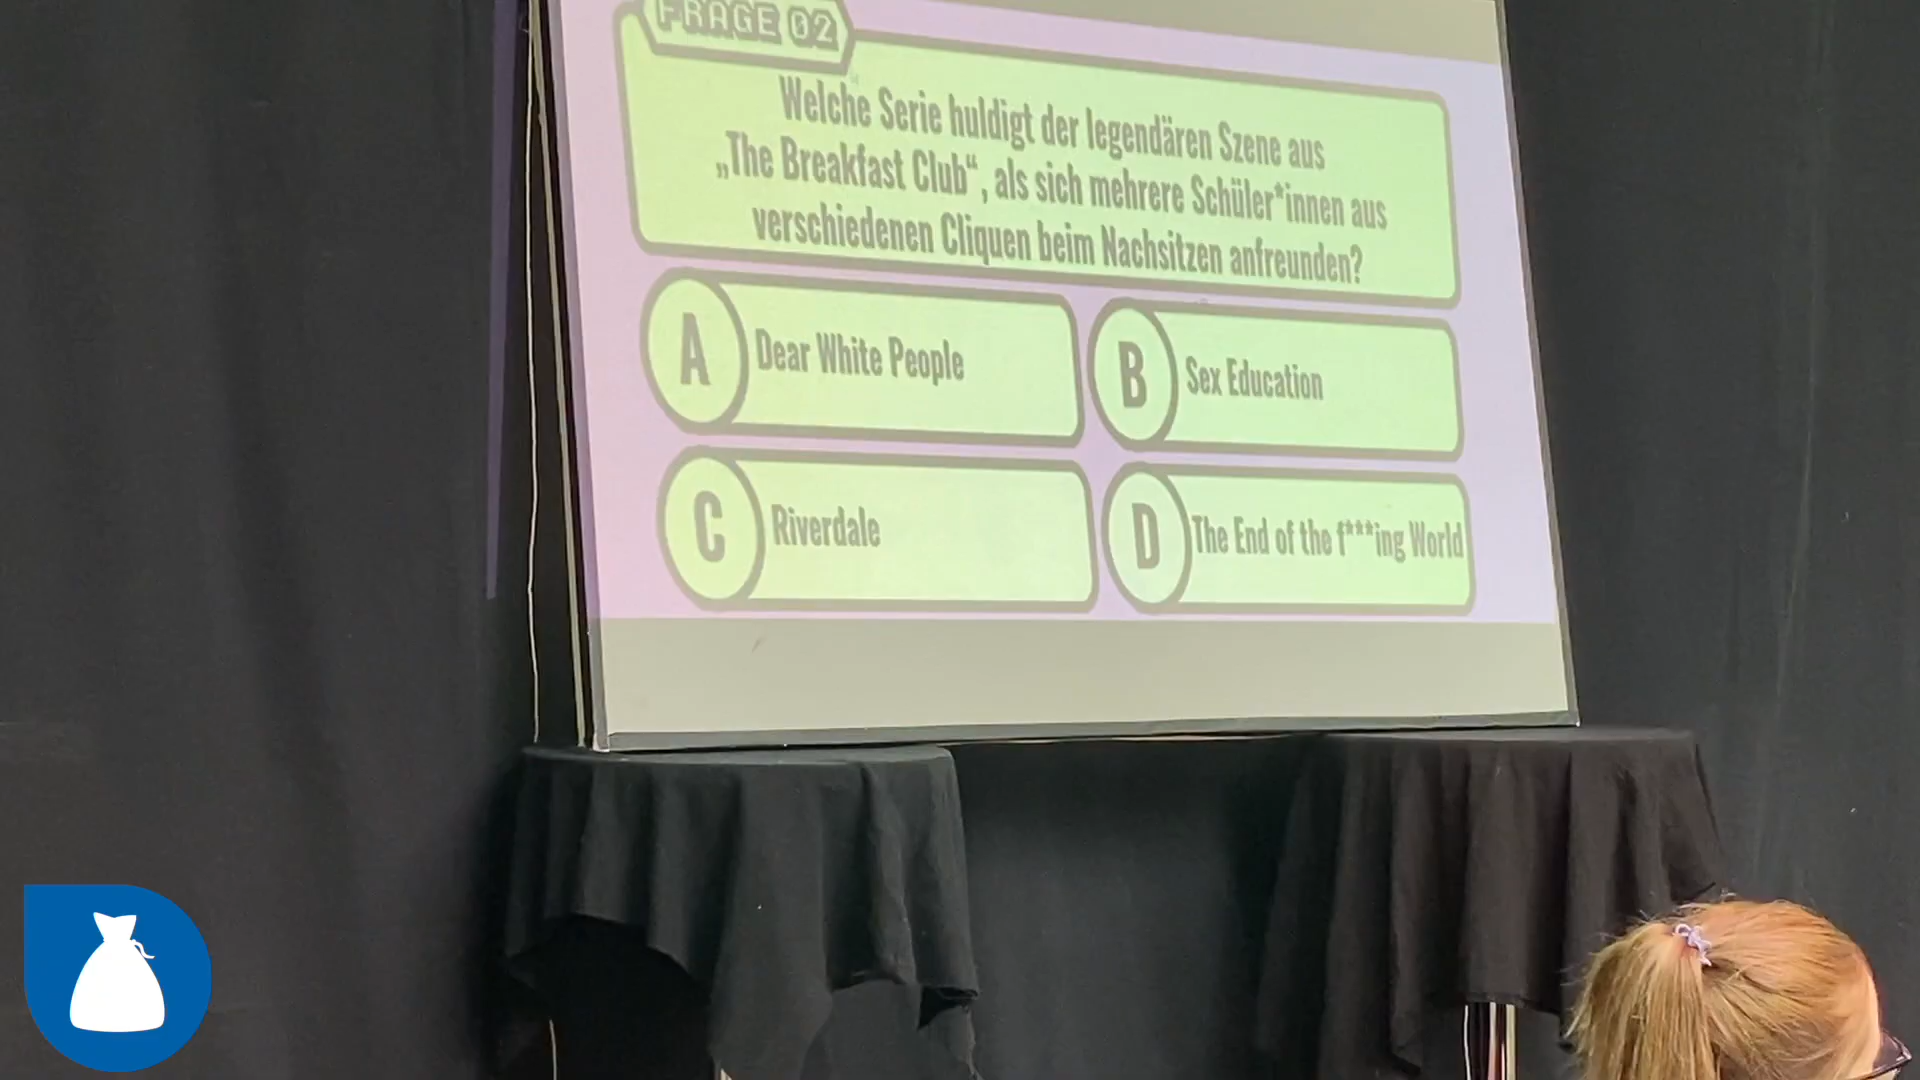 FRAGE 02
Welche Serie huldigt der legendären Szene aus
„The Breakfast Club“, als sich mehrere Schüler*innen aus
verschiedenen Cliquen beim Nachsitzen anfreunden?
A Dear White People
B Sex Education
C Riverdale
D The End of the f***ing World